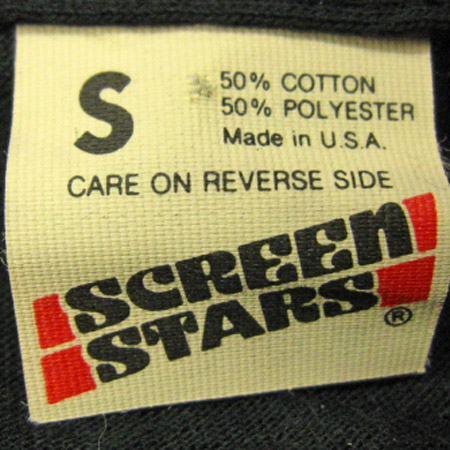 S
50% COTTON
50% POLYESTER
Made in U.S.A.
CARE ON REVERSE SIDE
SCREEN
STARS®